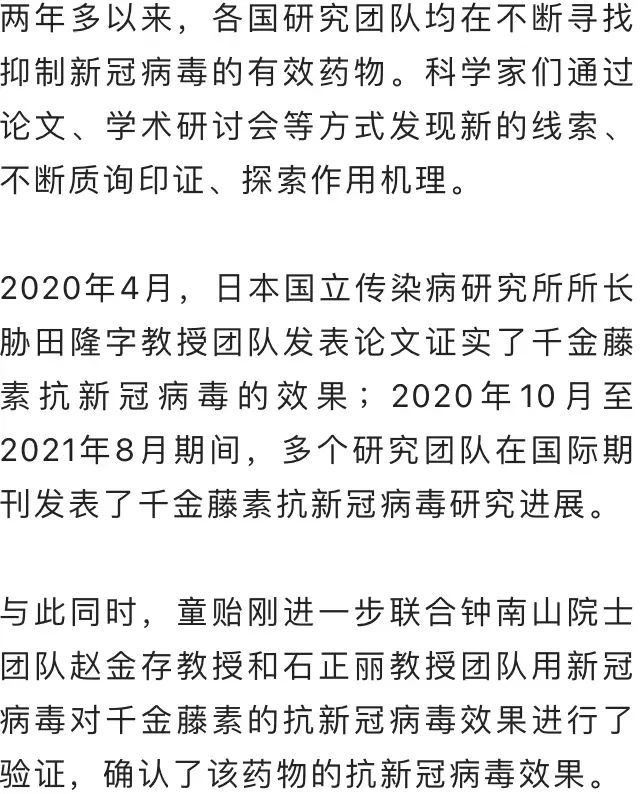 两年多以来，各国研究团队均在不断寻找
抑制新冠病毒的有效药物。科学家们通过
论文、学术研讨会等方式发现新的线索、
不断质询印证、探索作用机理。
2020年4月，日本国立传染病研究所所长
胁田隆字教授团队发表论文证实了千金藤
素抗新冠病毒的效果；2020年10月至
2021年8月期间，多个研究团队在国际期
刊发表了千金藤素抗新冠病毒研究进展。
与此同时，童贻刚进一步联合钟南山院士
团队赵金存教授和石正丽教授团队用新冠
病毒对千金藤素的抗新冠病毒效果进行了
验证，确认了该药物的抗新冠病毒效果。